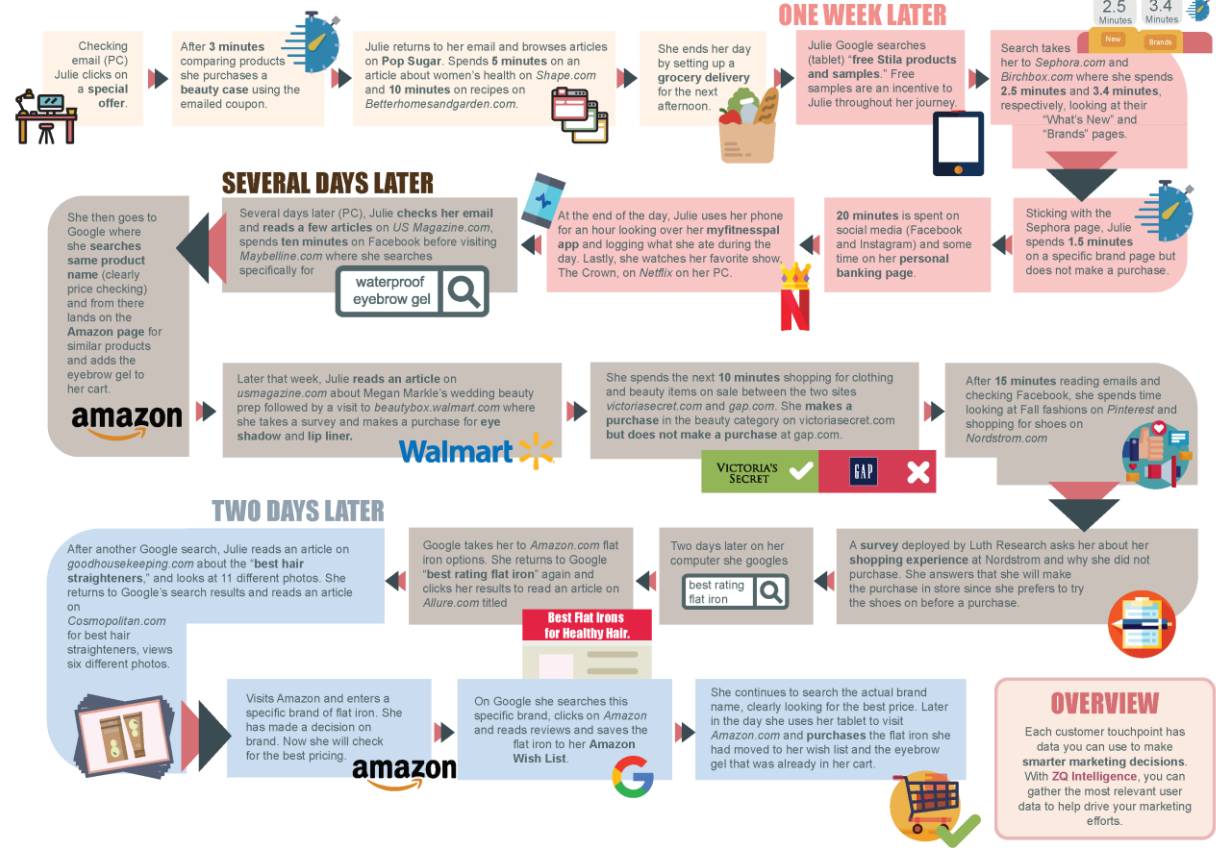 Checking
email (PC)
Julie clicks on
a special
offer.
After 3 minutes
comparing products
she purchases a
beauty case using the
emailed coupon.
Julie returns to her email and browses articles
on Pop Sugar. Spends 5 minutes on an
article about women's health on Shape.com
and 10 minutes on recipes on
Betterhomesandgarden.com.
She ends her day
by setting up a
grocery delivery
for the next
afternoon.
ONE WEEK LATER
Julie Google searches
(tablet) "free Stila products
and samples." Free
samples are an incentive to
Julie throughout her journey.
2.5
Minutes
3.4
Minutes
New
Brands
Search takes
her to Sephora.com and
Birchbox.com where she spends
2.5 minutes and 3.4 minutes,
respectively, looking at their
"What's New" and
"Brands" pages.
Sticking with the
Sephora page, Julie
spends 1.5 minutes
on a specific brand page but
does not make a purchase.
20 minutes is spent on
social media (Facebook
and Instagram) and some
time on her personal
banking page.
At the end of the day, Julie uses her phone
for an hour looking over her myfitnesspal
app and logging what she ate during the
day. Lastly, she watches her favorite show,
The Crown, on Netflix on her PC.
N
SEVERAL DAYS LATER
Several days later (PC), Julie checks her email
and reads a few articles on US Magazine.com,
spends ten minutes on Facebook before visiting
Maybelline.com where she searches
specifically for
waterproof
eyebrow gel
She then goes to
Google where
she searches
same product
name (clearly
price checking)
and from there
lands on the
Amazon page for
similar products
and adds the
eyebrow gel to
her cart.
amazon
Later that week, Julie reads an article on
usmagazine.com about Megan Markle's wedding beauty
prep followed by a visit to beautybox.walmart.com where
she takes a survey and makes a purchase for eye
shadow and lip liner.
Walmart
She spends the next 10 minutes shopping for clothing
and beauty items on sale between the two sites
victoriasecret.com and gap.com. She makes a
purchase in the beauty category on victoriasecret.com
but does not make a purchase at gap.com.
VICTORIA'S
SECRET
GAP
After 15 minutes reading emails and
checking Facebook, she spends time
looking at Fall fashions on Pinterest and
shopping for shoes on
Nordstrom.com
A survey deployed by Luth Research asks her about her
shopping experience at Nordstrom and why she did not
purchase. She answers that she will make
the purchase in store since she prefers to try
the shoes on before a purchase.
Two days later on her
computer she googles
best rating
flat iron
Google takes her to Amazon.com flat
iron options. She returns to Google
"best rating flat iron" again and
clicks her results to read an article on
Allure.com titled
Best Flat Irons
for Healthy Hair.
TWO DAYS LATER
After another Google search, Julie reads an article on
goodhousekeeping.com about the "best hair
straighteners," and looks at 11 different photos. She
returns to Google's search results and reads an article
on
Cosmopolitan.com
for best hair
straighteners, views
six different photos.
Visits Amazon and enters a
specific brand of flat iron. She
has made a decision on
brand. Now she will check
for the best pricing.
amazon
On Google she searches this
specific brand, clicks on Amazon
and reads reviews and saves the
flat iron to her Amazon
Wish List.
G
She continues to search the actual brand
name, clearly looking for the best price. Later
in the day she uses her tablet to visit
Amazon.com and purchases the flat iron she
had moved to her wish list and the eyebrow
gel that was already in her cart.
OVERVIEW
Each customer touchpoint has
data you can use to make
smarter marketing decisions.
With ZQ Intelligence, you can
gather the most relevant user
data to help drive your marketing
efforts.